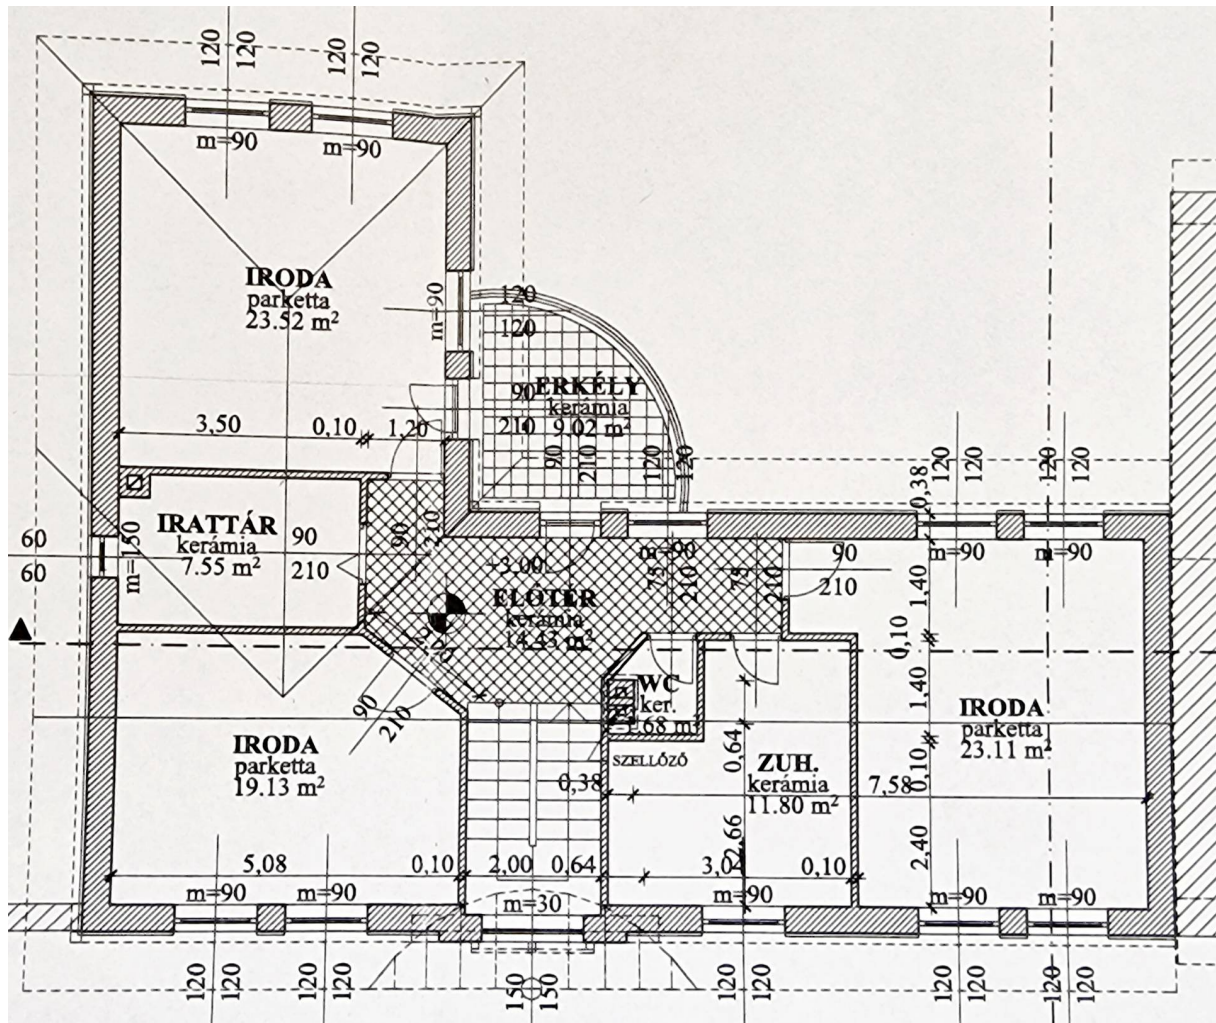 120 120 120 120
m=90 m=90
IRODA
parketta
23.52 m²
m=90
120
120
3,50 0,10 1,20
90
210
ERKÉLY
kerámia
9.02 m²
90 210 120 120
120 120 120 120
0,38
IRATTÁR
kerámia
7.55 m²
m=150
60
60
90
210
90 210
+3.00
ELŐTÉR
kerámia
14.43 m²
m=90
75 210 75 210
90
210
m=90 m=90
1,40
0,10
1,40
0,10
2,40
90
210
WC
ker.
1.68 m²
SZELLŐZŐ
IRODA
parketta
19.13 m²
IRODA
parketta
23.11 m²
ZUH.
kerámia
11.80 m²
0,64
0,38
7,58
2,66
5,08 0,10 2,00 0,64 0,10
m=90 m=90 m=30 m=90 m=90 m=90
120 120 120 120 150 150 120 120 120 120 120 120